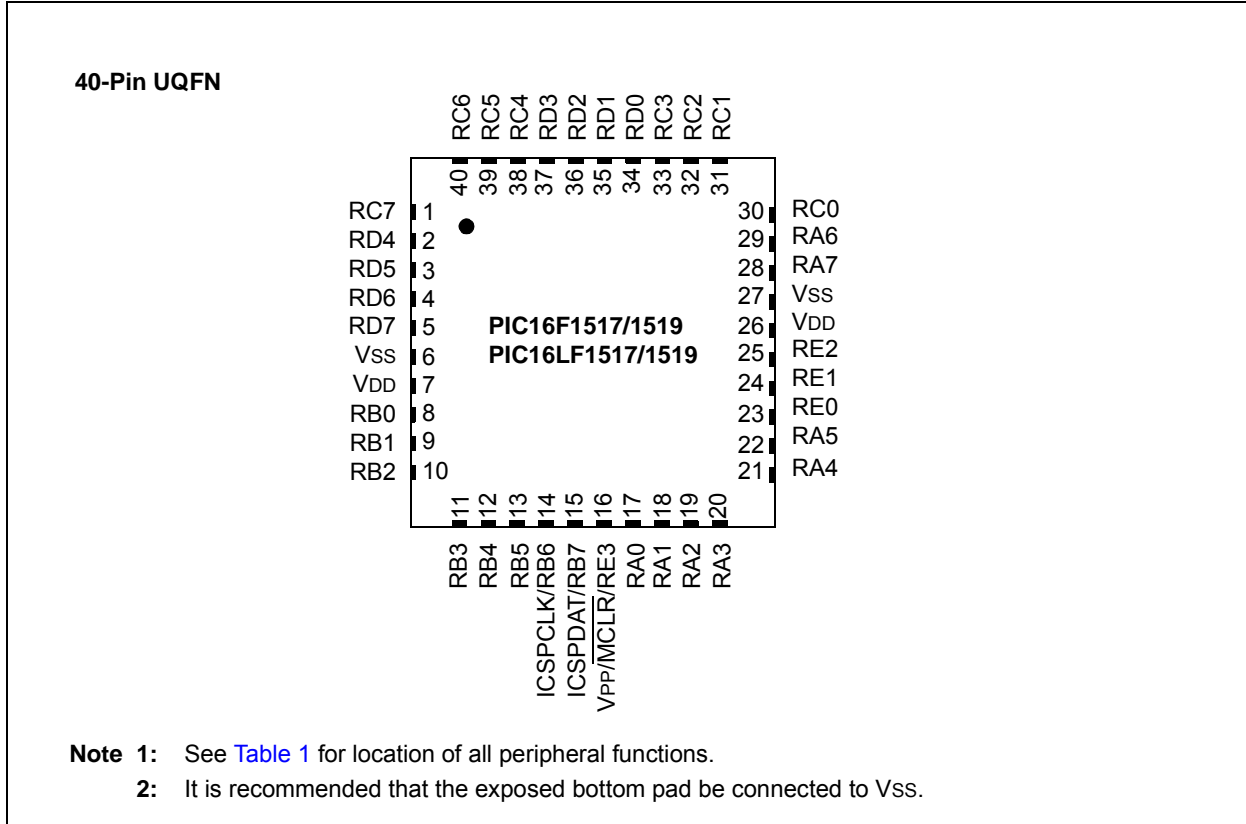 40-Pin UQFN
RC6
RC5
RC4
RD3
RD2
RD1
RD0
RC3
RC2
RC1
40
39
38
37
36
35
34
33
32
31
RC7 1
RD4 2
RD5 3
RD6 4
RD7 5
VSS 6
VDD 7
RB0 8
RB1 9
RB2 10
PIC16F1517/1519
PIC16LF1517/1519
30 RC0
29 RA6
28 RA7
27 VSS
26 VDD
25 RE2
24 RE1
23 RE0
22 RA5
21 RA4
11
12
13
14
15
16
17
18
19
20
RB3
RB4
RB5
ICSPCLK/RB6
ICSPDAT/RB7
VPP/MCLR/RE3
RA0
RA1
RA2
RA3
Note 1: See Table 1 for location of all peripheral functions.
2: It is recommended that the exposed bottom pad be connected to VSS.